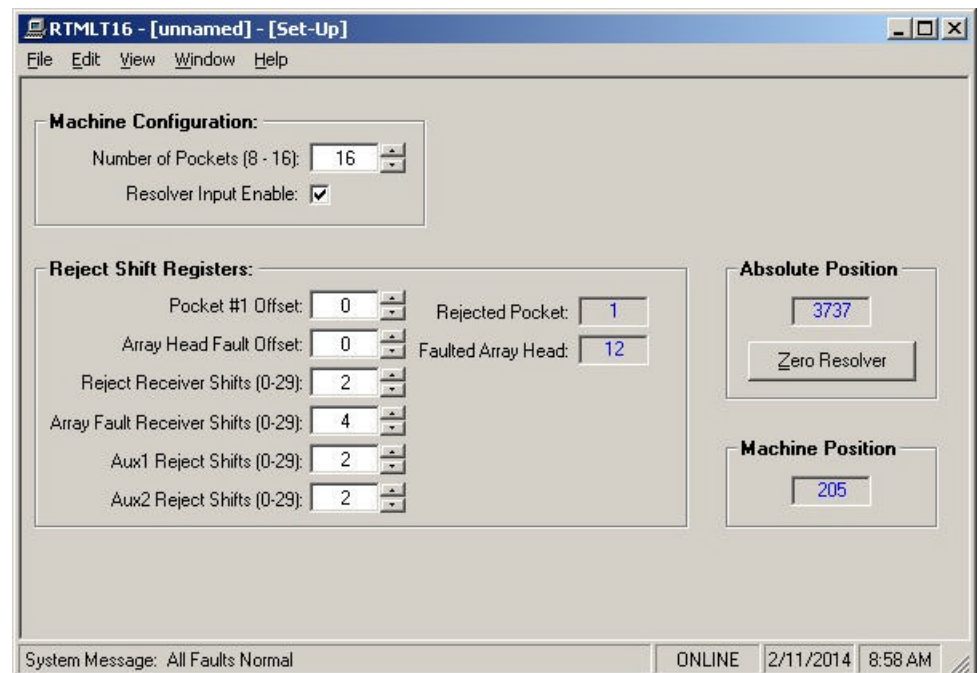 RTMLT16 - [unnamed] - [Set-Up]
File Edit View Window Help
Machine Configuration:
Number of Pockets (8 - 16): 16
Resolver Input Enable:
Reject Shift Registers:
Pocket #1 Offset: 0
Array Head Fault Offset: 0
Reject Receiver Shifts (0-29): 2
Array Fault Receiver Shifts (0-29): 4
Aux1 Reject Shifts (0-29): 2
Aux2 Reject Shifts (0-29): 2
Rejected Pocket: 1
Faulted Array Head: 12
Absolute Position
3737
Zero Resolver
Machine Position
205
System Message: All Faults Normal ONLINE 2/11/2014 8:58 AM